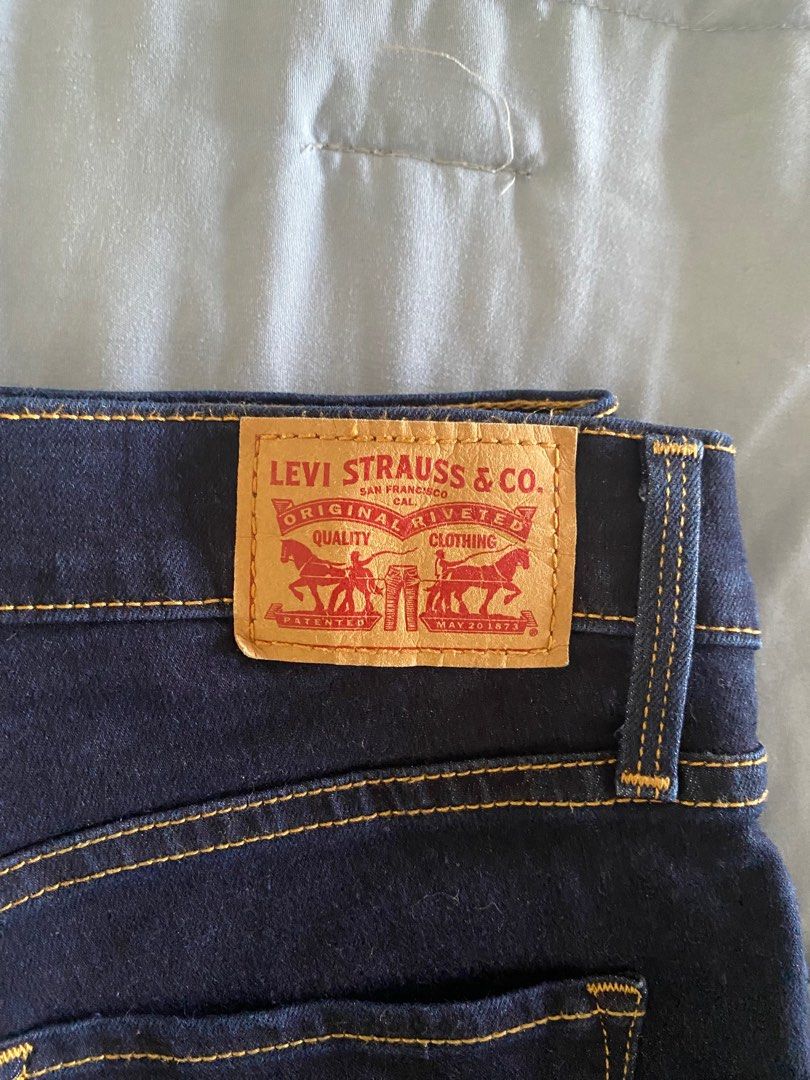 LEVI STRAUSS & CO.
SAN FRANCISCO
CAL.
ORIGINAL RIVETED
QUALITY CLOTHING
PATENTED MAY 20 1873 ®